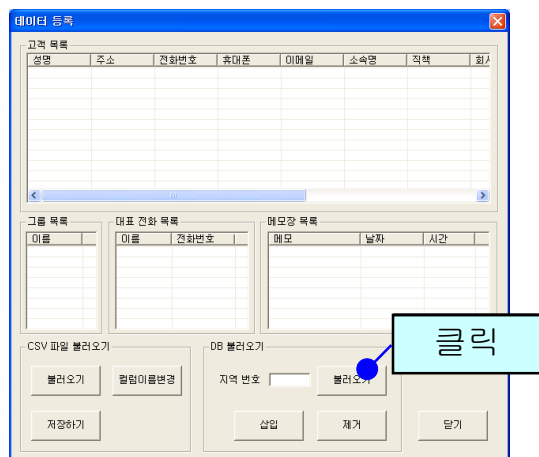 데이터 등록
고객 목록
성명 주소 전화번호 휴대폰 이메일 소속명 직책 회사
그룹 목록 대표 전화 목록 메모장 목록
이름 이름 전화번호 메모 날짜 시간
클릭
CSV 파일 불러오기 DB 불러오기
불러오기 컬럼이름변경 지역 번호 불러오기
저장하기 삽입 제거 닫기